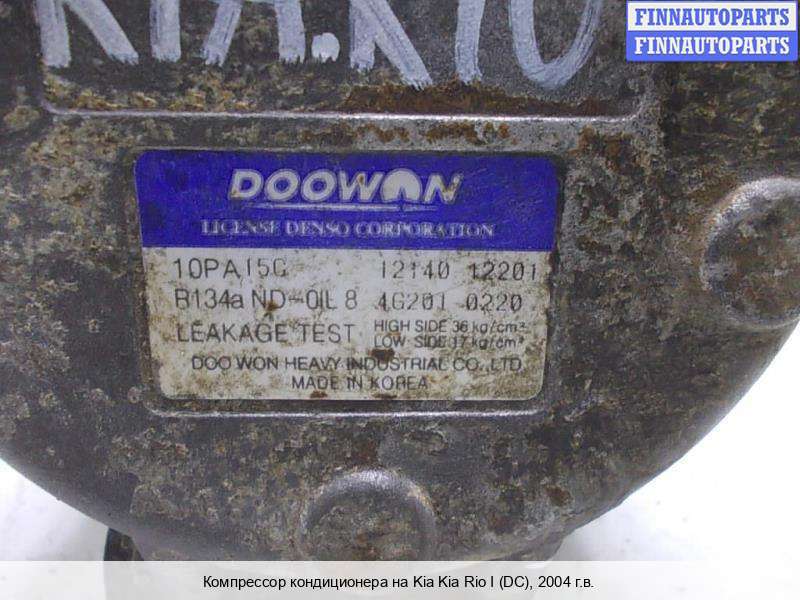 KIA.RIO
FINNAUTOPARTS
FINNAUTOPARTS
DOOWON
LICENSE DENSO CORPORATION
10PA15C 12140 12201
R134a ND-OIL 8 4G201 0220
LEAKAGE TEST HIGH SIDE 36 kg/cm²
LOW SIDE 17 kg/cm²
DOO WON HEAVY INDUSTRIAL CO., LTD
MADE IN KOREA
Компрессор кондиционера на Kia Kia Rio I (DC), 2004 г.в.